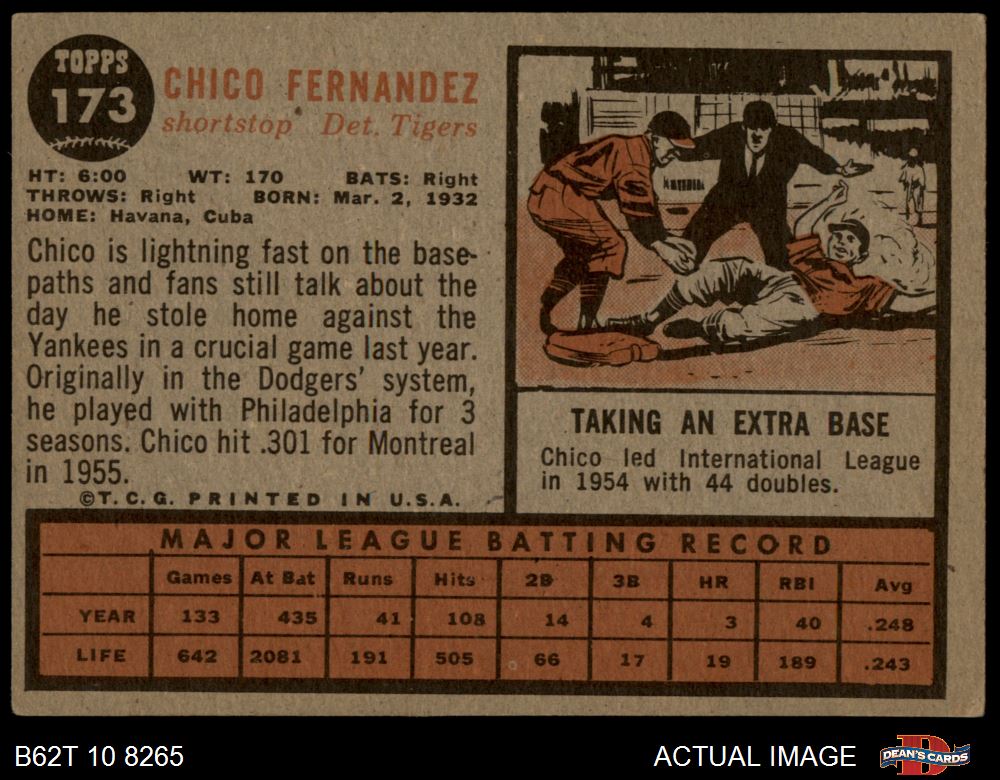 TOPPS
173
CHICO FERNANDEZ
shortstop Det. Tigers
HT: 6:00 WT: 170 BATS: Right
THROWS: Right BORN: Mar. 2, 1932
HOME: Havana, Cuba
Chico is lightning fast on the base-
paths and fans still talk about the
day he stole home against the
Yankees in a crucial game last year.
Originally in the Dodgers' system,
he played with Philadelphia for 3
seasons. Chico hit .301 for Montreal
in 1955.
©T.C.G. PRINTED IN U.S.A.
TAKING AN EXTRA BASE
Chico led International League
in 1954 with 44 doubles.
MAJOR LEAGUE BATTING RECORD
Games At Bat Runs Hits 2B 3B HR RBI Avg
YEAR 133 435 41 108 14 4 3 40 .248
LIFE 642 2081 191 505 66 17 19 189 .243
B62T 10 8265 ACTUAL IMAGE DEAN'S CARDS